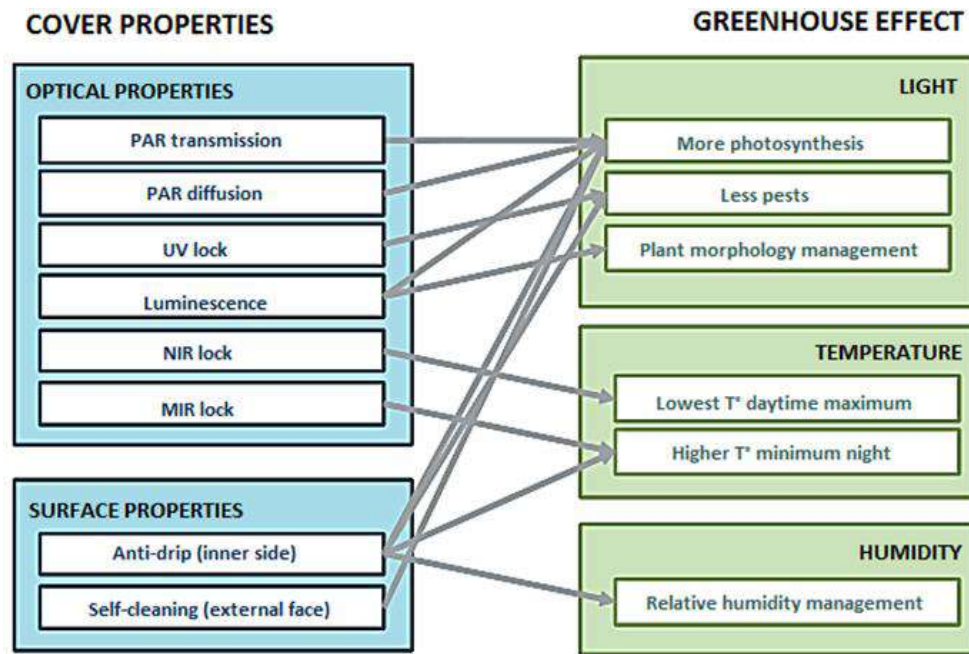 COVER PROPERTIES
OPTICAL PROPERTIES
PAR transmission
PAR diffusion
UV lock
Luminescence
NIR lock
MIR lock
SURFACE PROPERTIES
Anti-drip (inner side)
Self-cleaning (external face)
GREENHOUSE EFFECT
LIGHT
More photosynthesis
Less pests
Plant morphology management
TEMPERATURE
Lowest T° daytime maximum
Higher T° minimum night
HUMIDITY
Relative humidity management